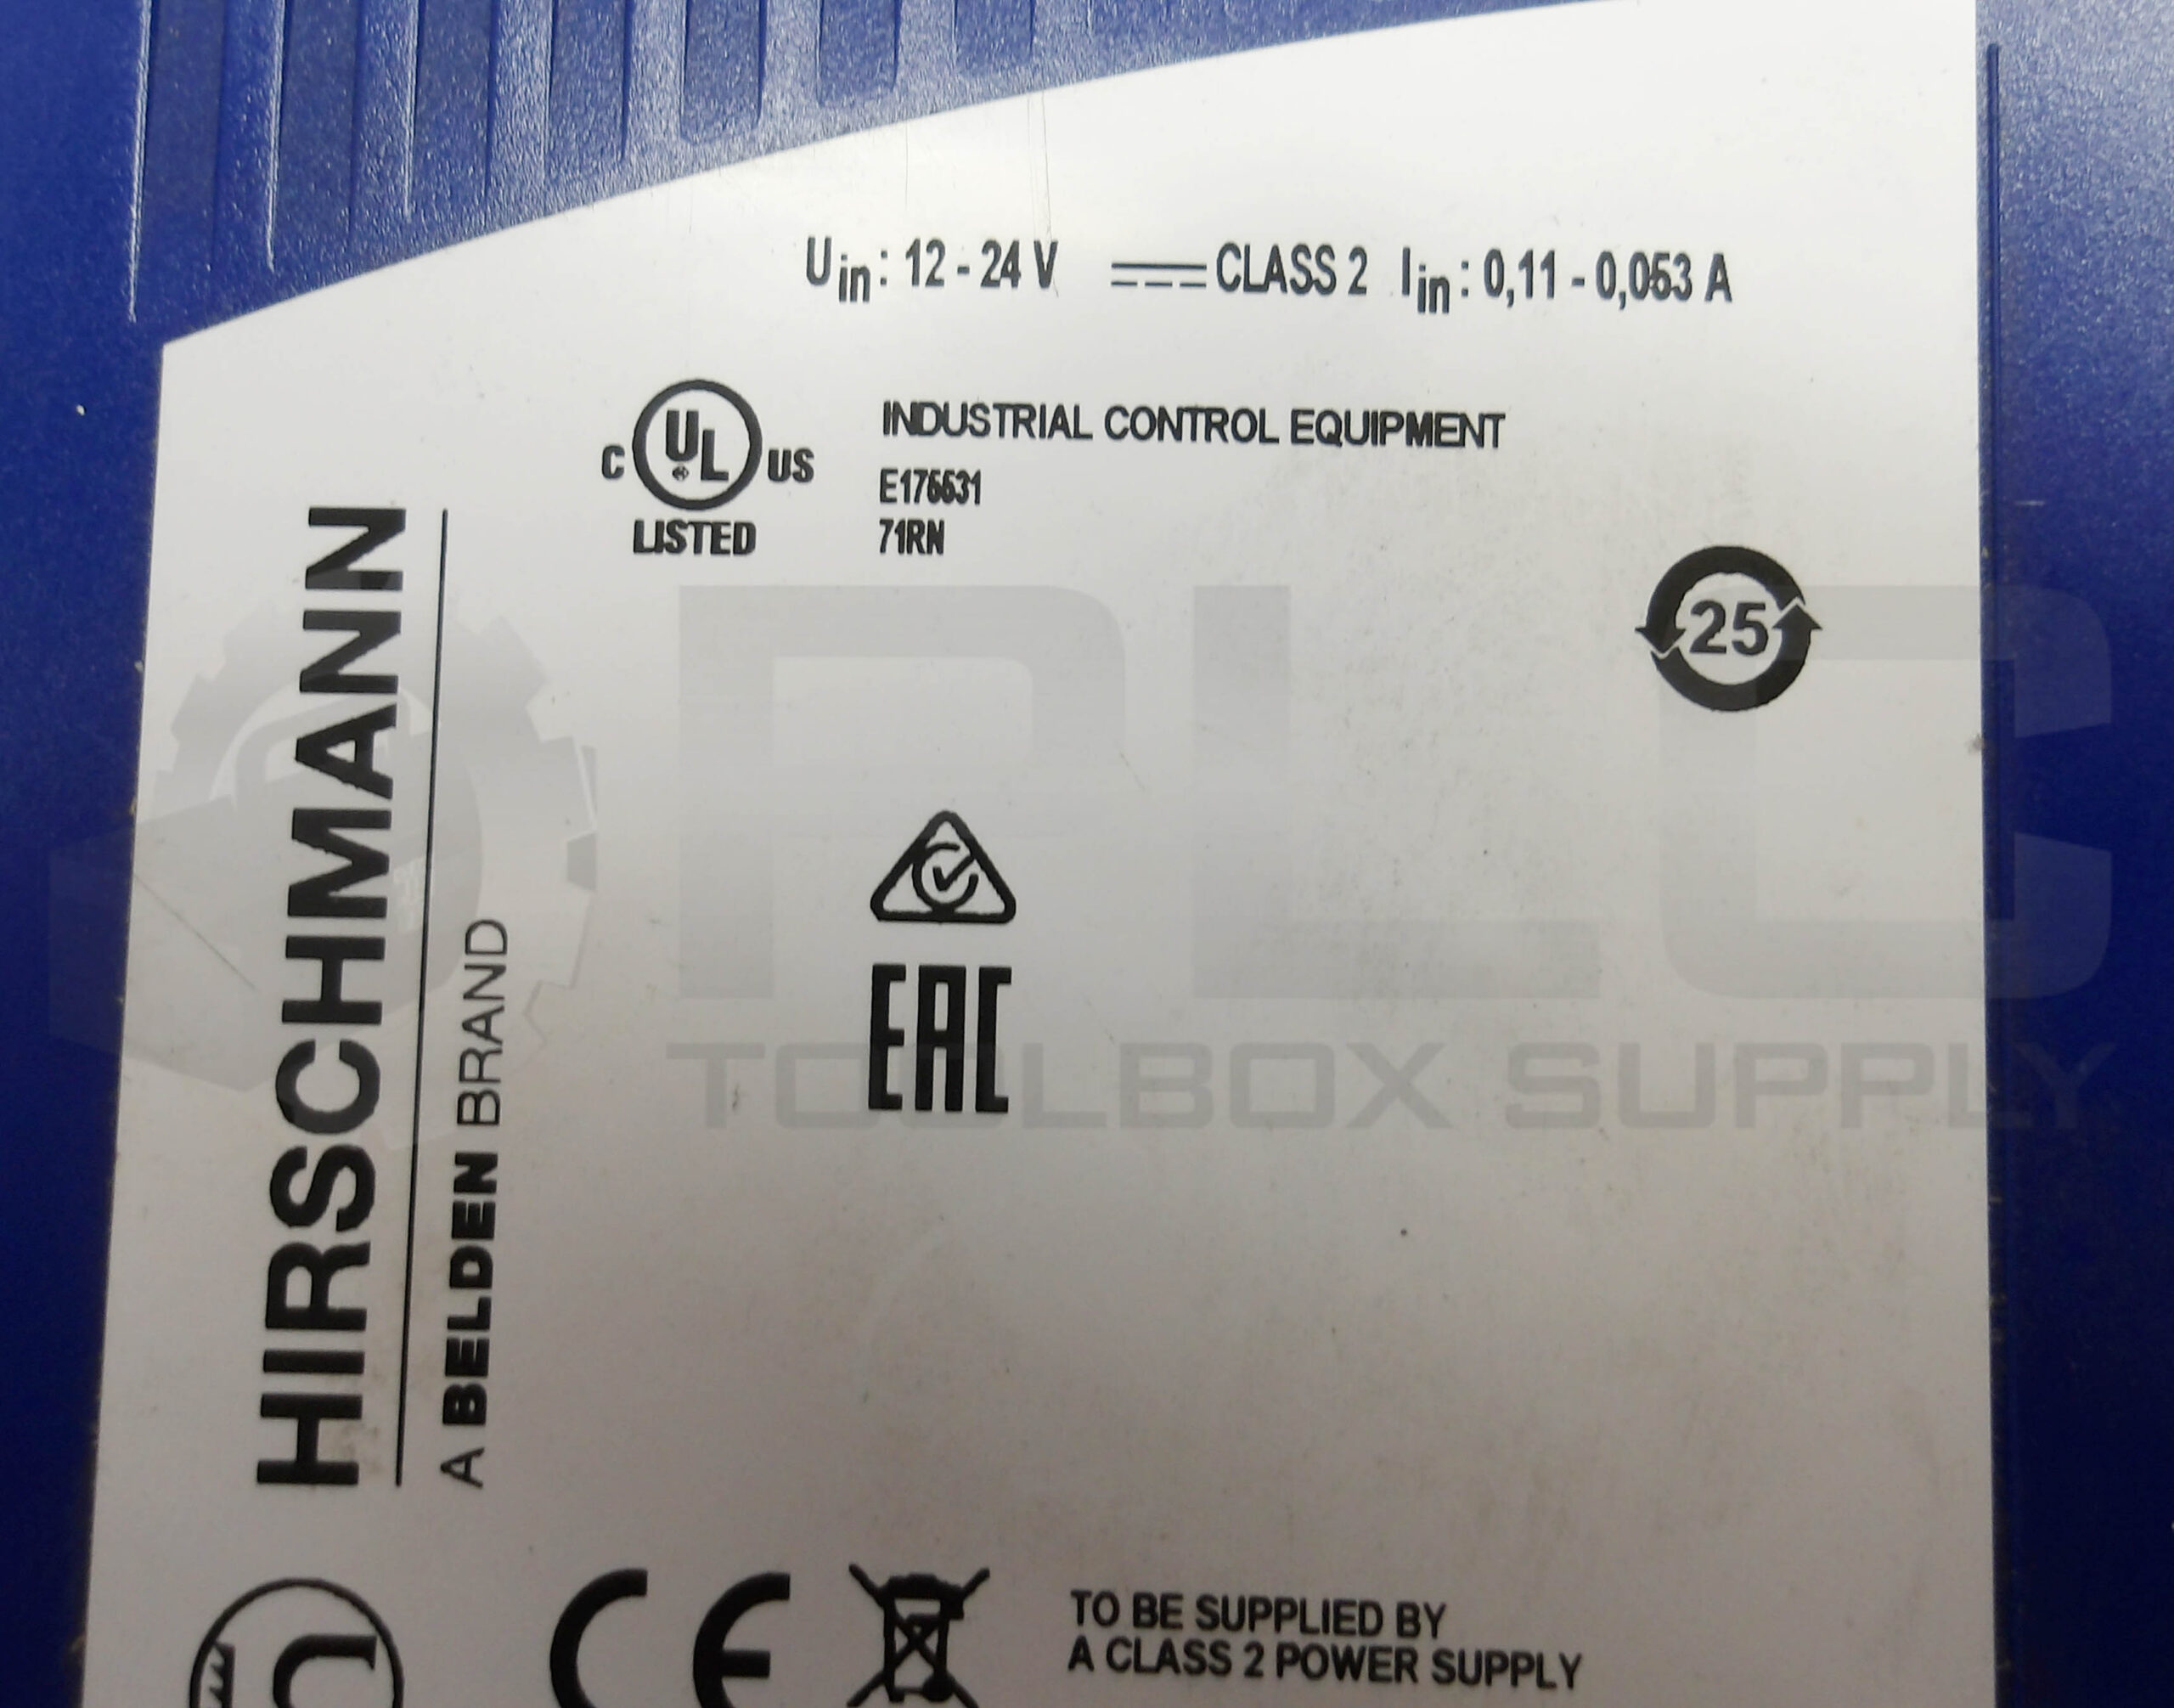 Uin: 12 - 24 V ⎓ CLASS 2 Iin: 0,11 - 0,053 A
C UL US
LISTED
INDUSTRIAL CONTROL EQUIPMENT
E175531
71RN
25
HIRSCHMANN
A BELDEN BRAND
EAC
PLC
TOOLBOX SUPPLY
CE
TO BE SUPPLIED BY
A CLASS 2 POWER SUPPLY